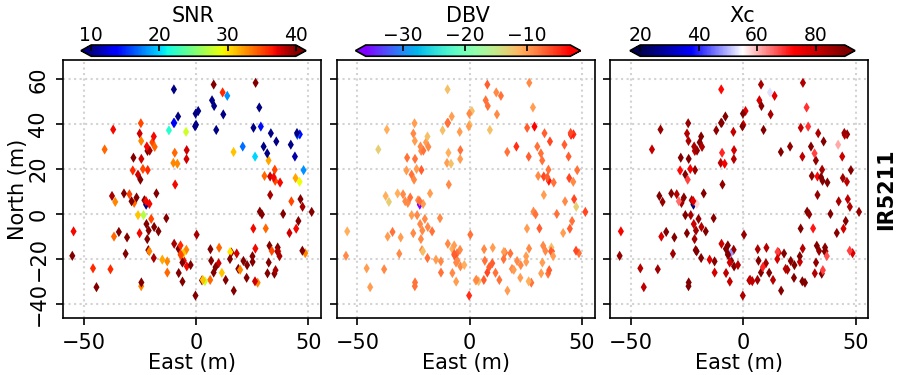 SNR DBV Xc
10 20 30 40 −30 −20 −10 20 40 60 80
60
40
20
0
−20
−40
North (m)
−50 0 50 −50 0 50 −50 0 50
East (m) East (m) East (m)
IR5211